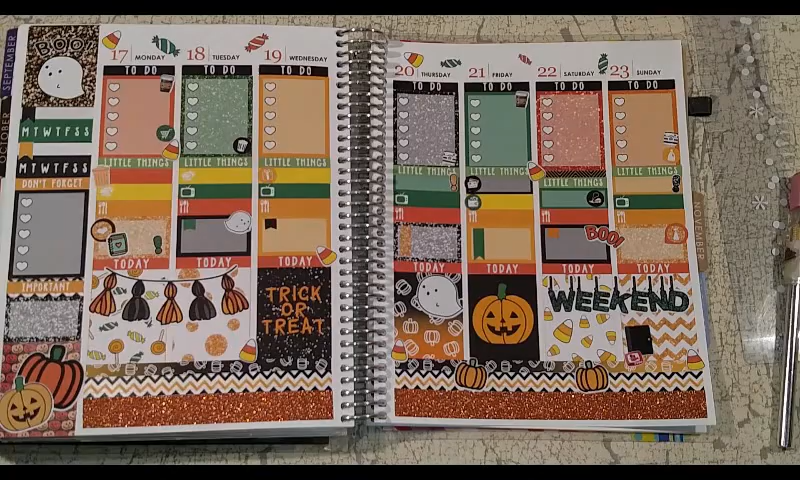 SEPTEMBER
OCTOBER
BOO
MTWTFSS
MTWTFSS
DON'T FORGET
IMPORTANT
17 MONDAY
18 TUESDAY
19 WEDNESDAY
TO DO
TO DO
TO DO
LITTLE THINGS
LITTLE THINGS
LITTLE THINGS
TODAY
TODAY
TODAY
TRICK
OR
TREAT
20 THURSDAY
21 FRIDAY
22 SATURDAY
23 SUNDAY
TO DO
TO DO
TO DO
TO DO
LITTLE THINGS
LITTLE THINGS
LITTLE THINGS
LITTLE THINGS
BOO!
TODAY
TODAY
TODAY
TODAY
WEEKEND
NOVEMBER